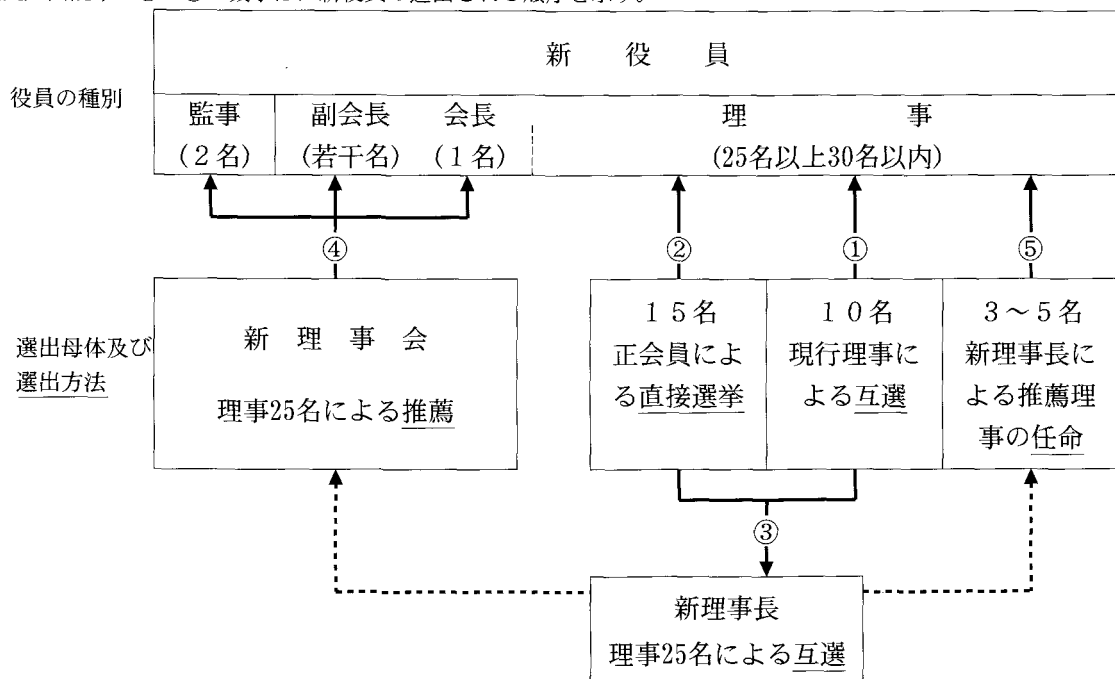 新役員
役員の種別
監事
(2名)
副会長
(若干名)
会長
(1名)
理事
(25名以上30名以内)
④
②
①
⑤
選出母体及び
選出方法
新理事会
理事25名による推薦
15名
正会員によ
る直接選挙
10名
現行理事に
よる互選
3~5名
新理事長に
よる推薦理
事の任命
③
新理事長
理事25名による互選